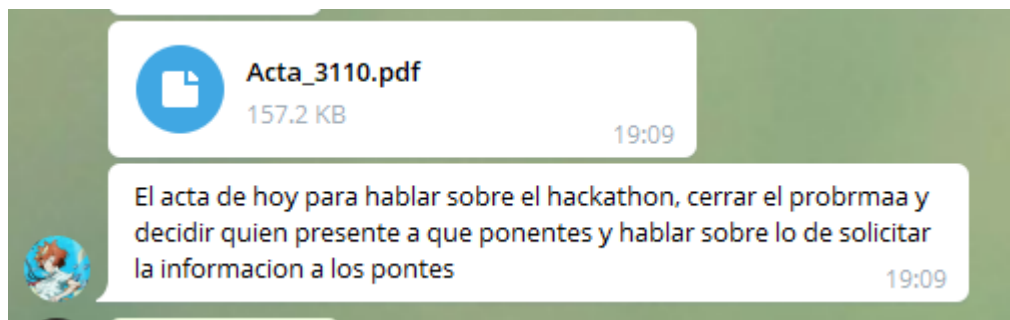 Acta_3110.pdf
157.2 KB
19:09
El acta de hoy para hablar sobre el hackathon, cerrar el probrmaa y
decidir quien presente a que ponentes y hablar sobre lo de solicitar
la informacion a los pontes
19:09